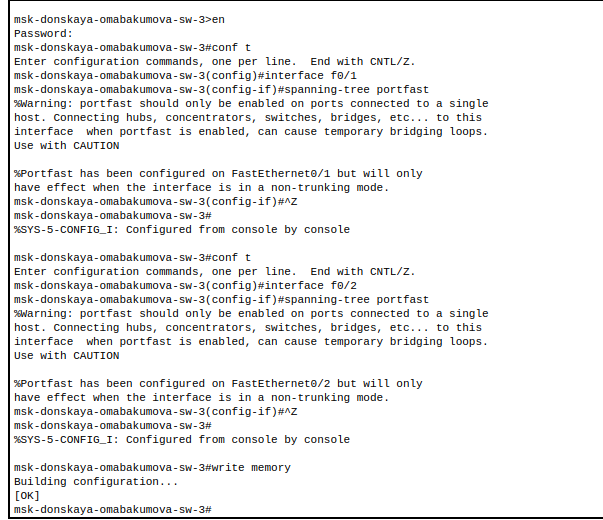 msk-donskaya-omabakumova-sw-3>en
Password:
msk-donskaya-omabakumova-sw-3#conf t
Enter configuration commands, one per line.  End with CNTL/Z.
msk-donskaya-omabakumova-sw-3(config)#interface f0/1
msk-donskaya-omabakumova-sw-3(config-if)#spanning-tree portfast
%Warning: portfast should only be enabled on ports connected to a single
host. Connecting hubs, concentrators, switches, bridges, etc... to this
interface  when portfast is enabled, can cause temporary bridging loops.
Use with CAUTION

%Portfast has been configured on FastEthernet0/1 but will only
have effect when the interface is in a non-trunking mode.
msk-donskaya-omabakumova-sw-3(config-if)#^Z
msk-donskaya-omabakumova-sw-3#
%SYS-5-CONFIG_I: Configured from console by console

msk-donskaya-omabakumova-sw-3#conf t
Enter configuration commands, one per line.  End with CNTL/Z.
msk-donskaya-omabakumova-sw-3(config)#interface f0/2
msk-donskaya-omabakumova-sw-3(config-if)#spanning-tree portfast
%Warning: portfast should only be enabled on ports connected to a single
host. Connecting hubs, concentrators, switches, bridges, etc... to this
interface  when portfast is enabled, can cause temporary bridging loops.
Use with CAUTION

%Portfast has been configured on FastEthernet0/2 but will only
have effect when the interface is in a non-trunking mode.
msk-donskaya-omabakumova-sw-3(config-if)#^Z
msk-donskaya-omabakumova-sw-3#
%SYS-5-CONFIG_I: Configured from console by console

msk-donskaya-omabakumova-sw-3#write memory
Building configuration...
[OK]
msk-donskaya-omabakumova-sw-3#